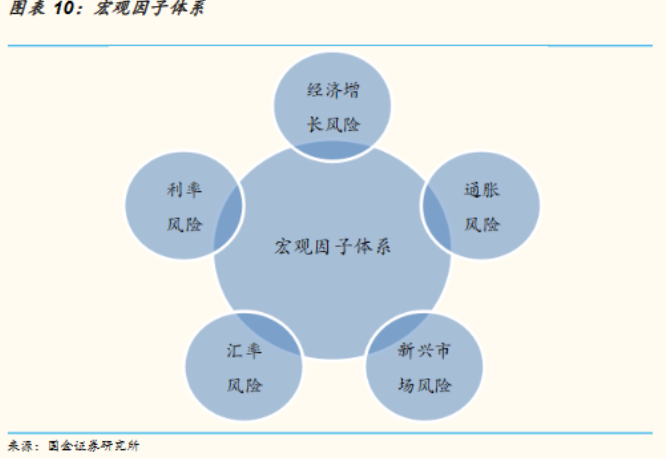 图表 10：宏观因子体系
经济增
长风险
利率
风险
通胀
风险
宏观因子体系
汇率
风险
新兴市
场风险
来源：国金证券研究所